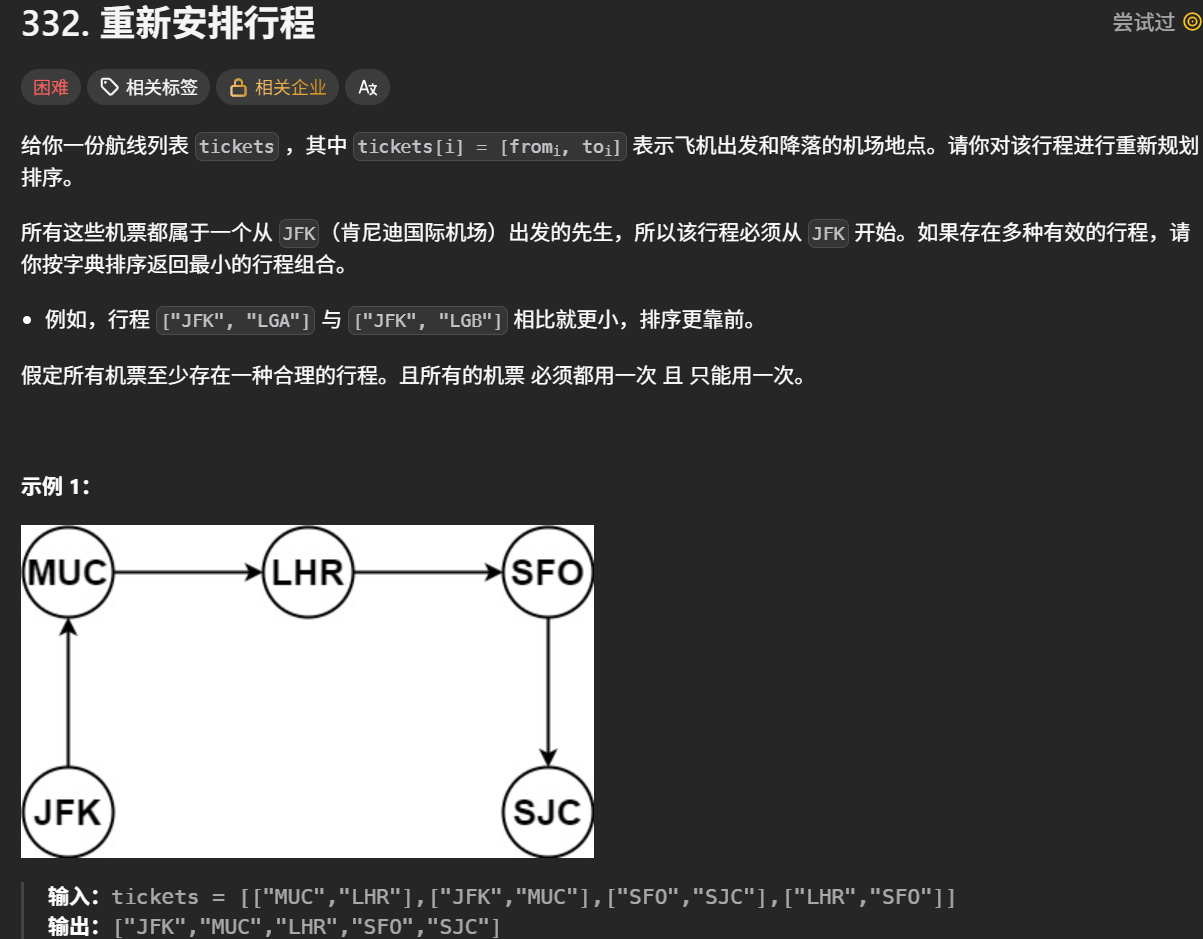 332. 重新安排行程
尝试过
困难 相关标签 相关企业
给你一份航线列表 tickets ，其中 tickets[i] = [fromi, toi] 表示飞机出发和降落的机场地点。请你对该行程进行重新规划
排序。
所有这些机票都属于一个从 JFK（肯尼迪国际机场）出发的先生，所以该行程必须从 JFK 开始。如果存在多种有效的行程，请
你按字典排序返回最小的行程组合。
• 例如，行程 ["JFK", "LGA"] 与 ["JFK", "LGB"] 相比就更小，排序更靠前。
假定所有机票至少存在一种合理的行程。且所有的机票 必须都用一次 且 只能用一次。
示例 1：
MUC LHR SFO
JFK SJC
输入：tickets = [["MUC","LHR"],["JFK","MUC"],["SFO","SJC"],["LHR","SFO"]]
输出：["JFK","MUC","LHR","SFO","SJC"]